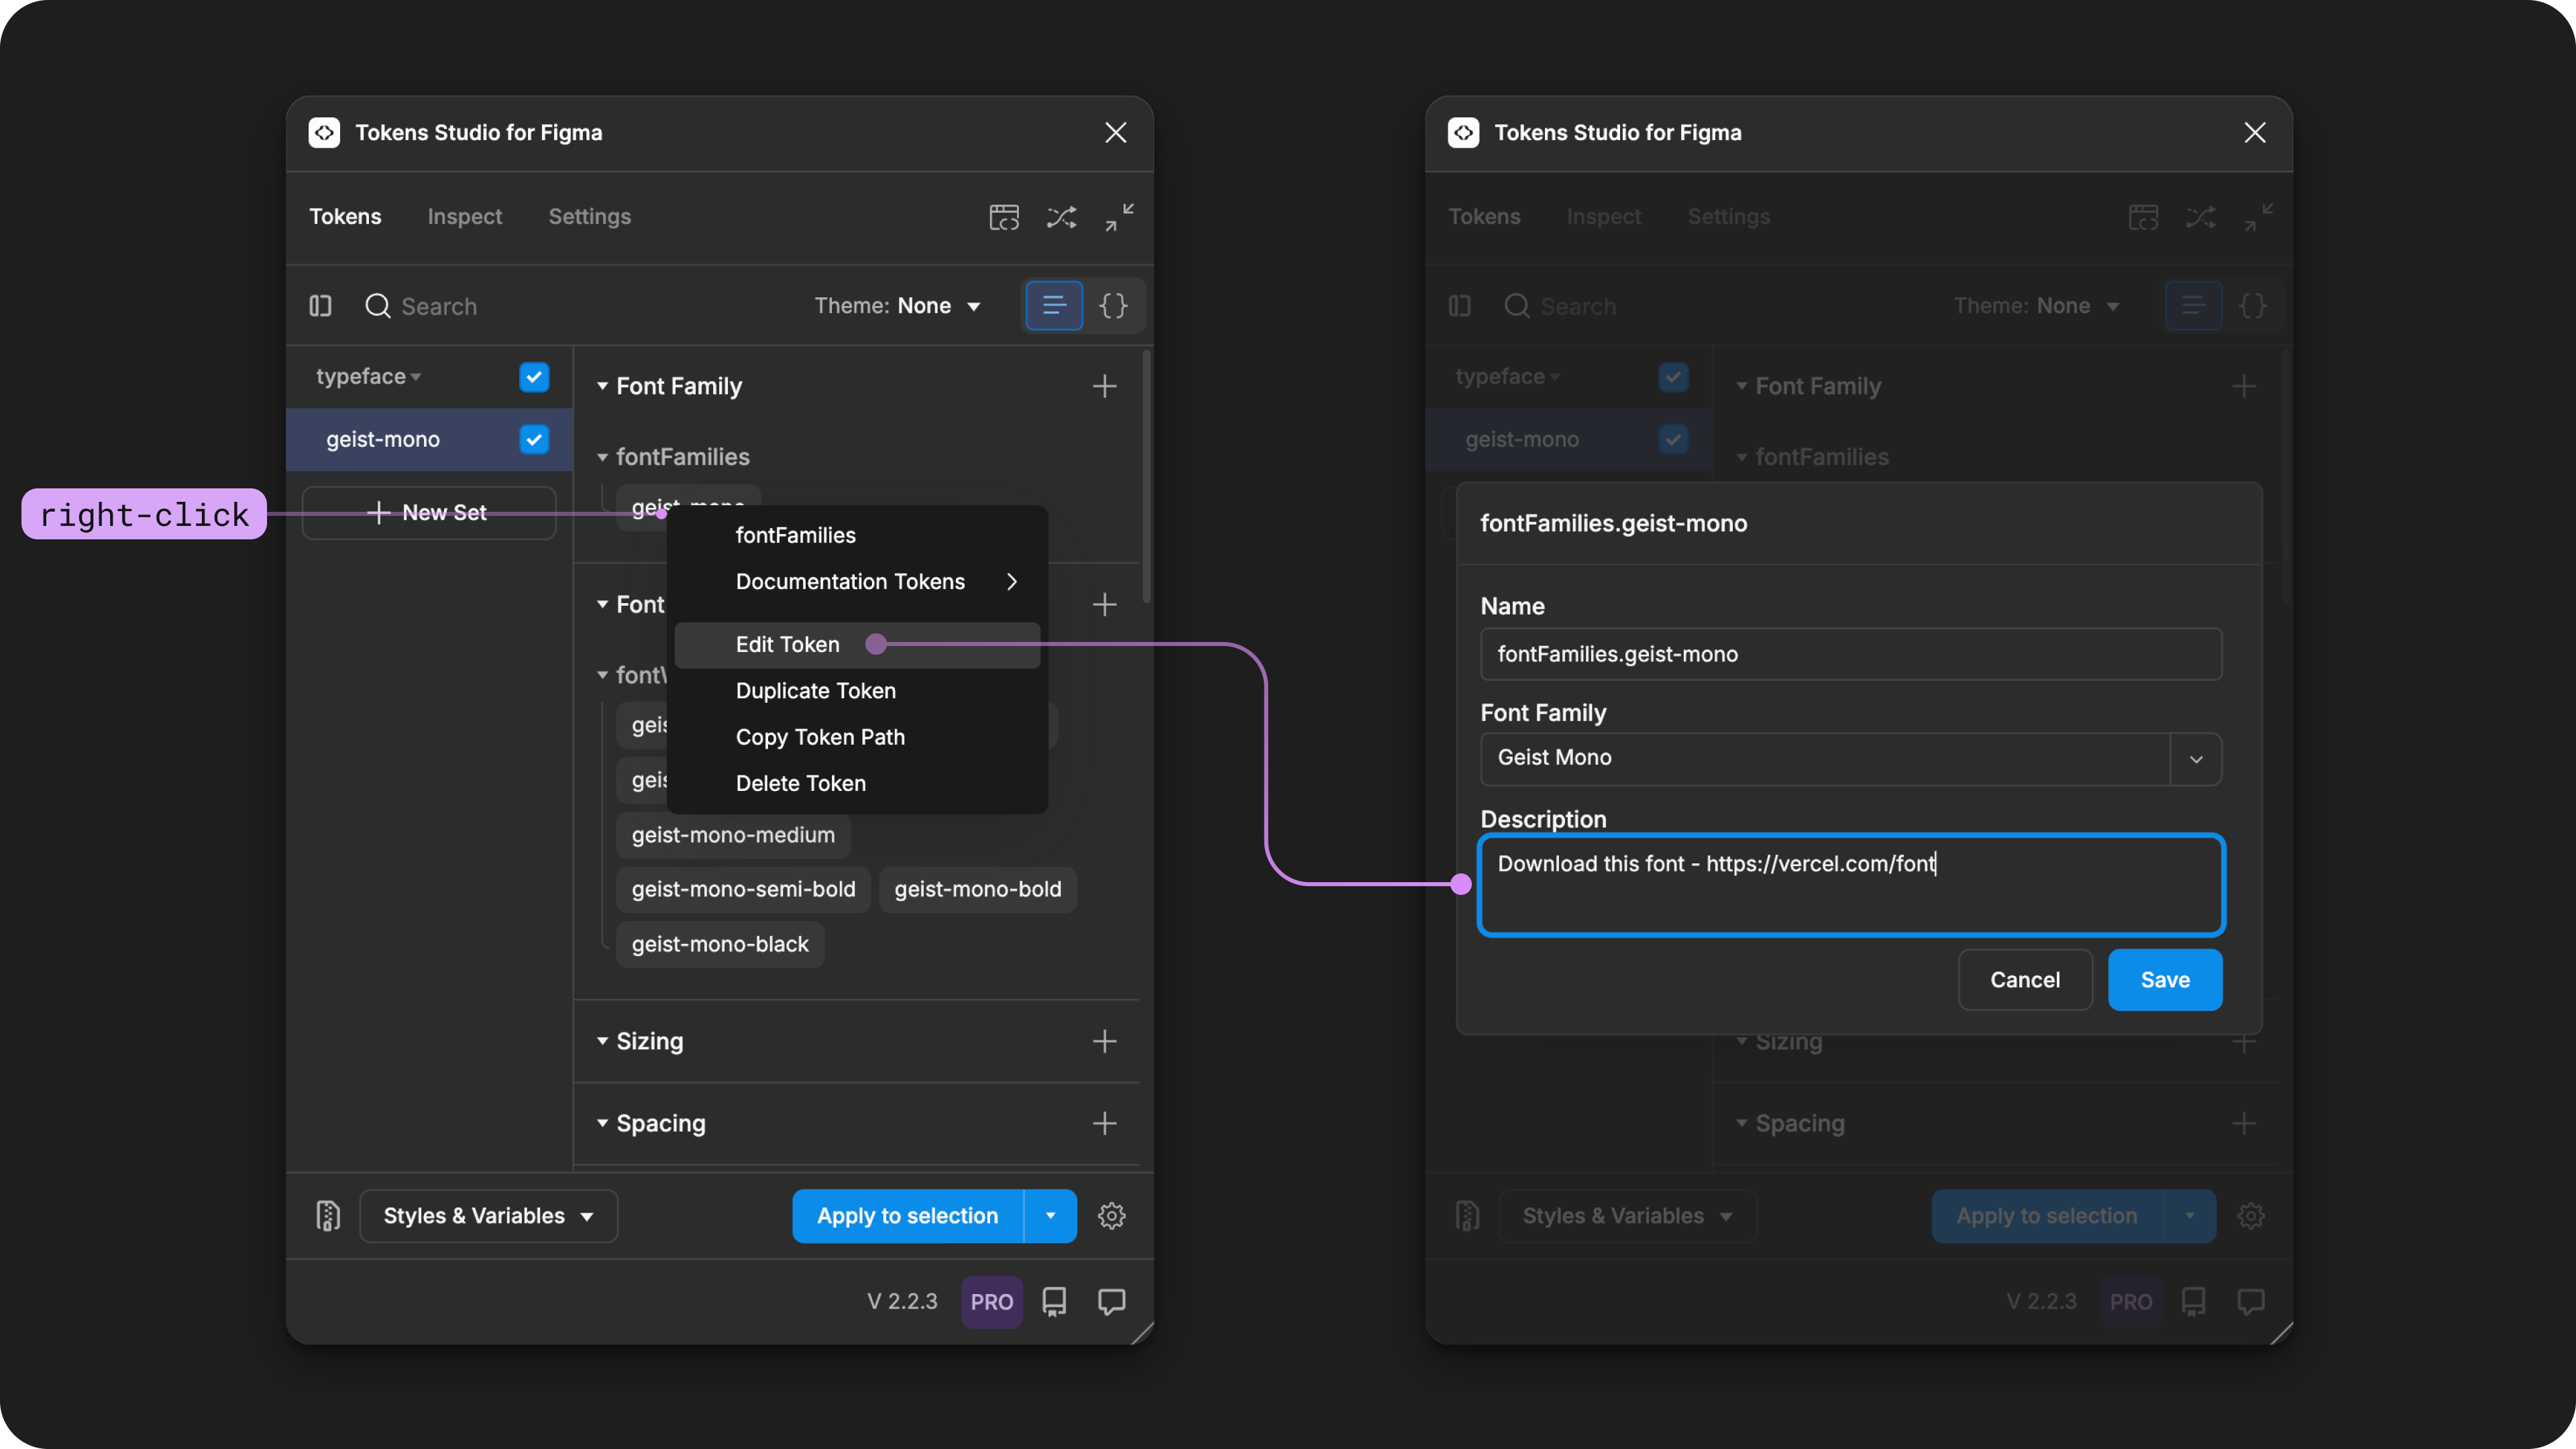 Tokens Studio for Figma
Tokens Inspect Settings
Search Theme: None {}
typeface
geist-mono
New Set
right-click
Font Family
fontFamilies
geist-mono
fontFamilies
Documentation Tokens
Edit Token
Duplicate Token
Copy Token Path
Delete Token
Font
geist-mono-medium
geist-mono-semi-bold geist-mono-bold
geist-mono-black
Sizing
Spacing
Styles & Variables Apply to selection
V 2.2.3 PRO
Tokens Studio for Figma
Tokens Inspect Settings
Search Theme: None {}
typeface
geist-mono
Font Family
fontFamilies
fontFamilies.geist-mono
Name
fontFamilies.geist-mono
Font Family
Geist Mono
Description
Download this font - https://vercel.com/font
Cancel Save
Sizing
Spacing
Styles & Variables Apply to selection
V 2.2.3 PRO